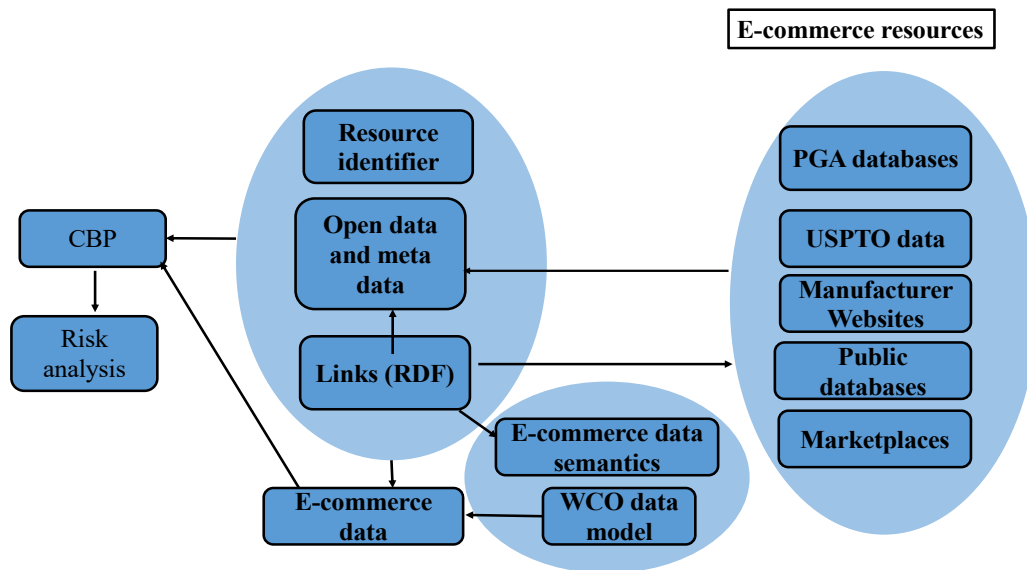 E-commerce resources
Resource
identifier
Open data
and meta
data
Links (RDF)
CBP
Risk
analysis
E-commerce
data
E-commerce data
semantics
WCO data
model
PGA databases
USPTO data
Manufacturer
Websites
Public
databases
Marketplaces